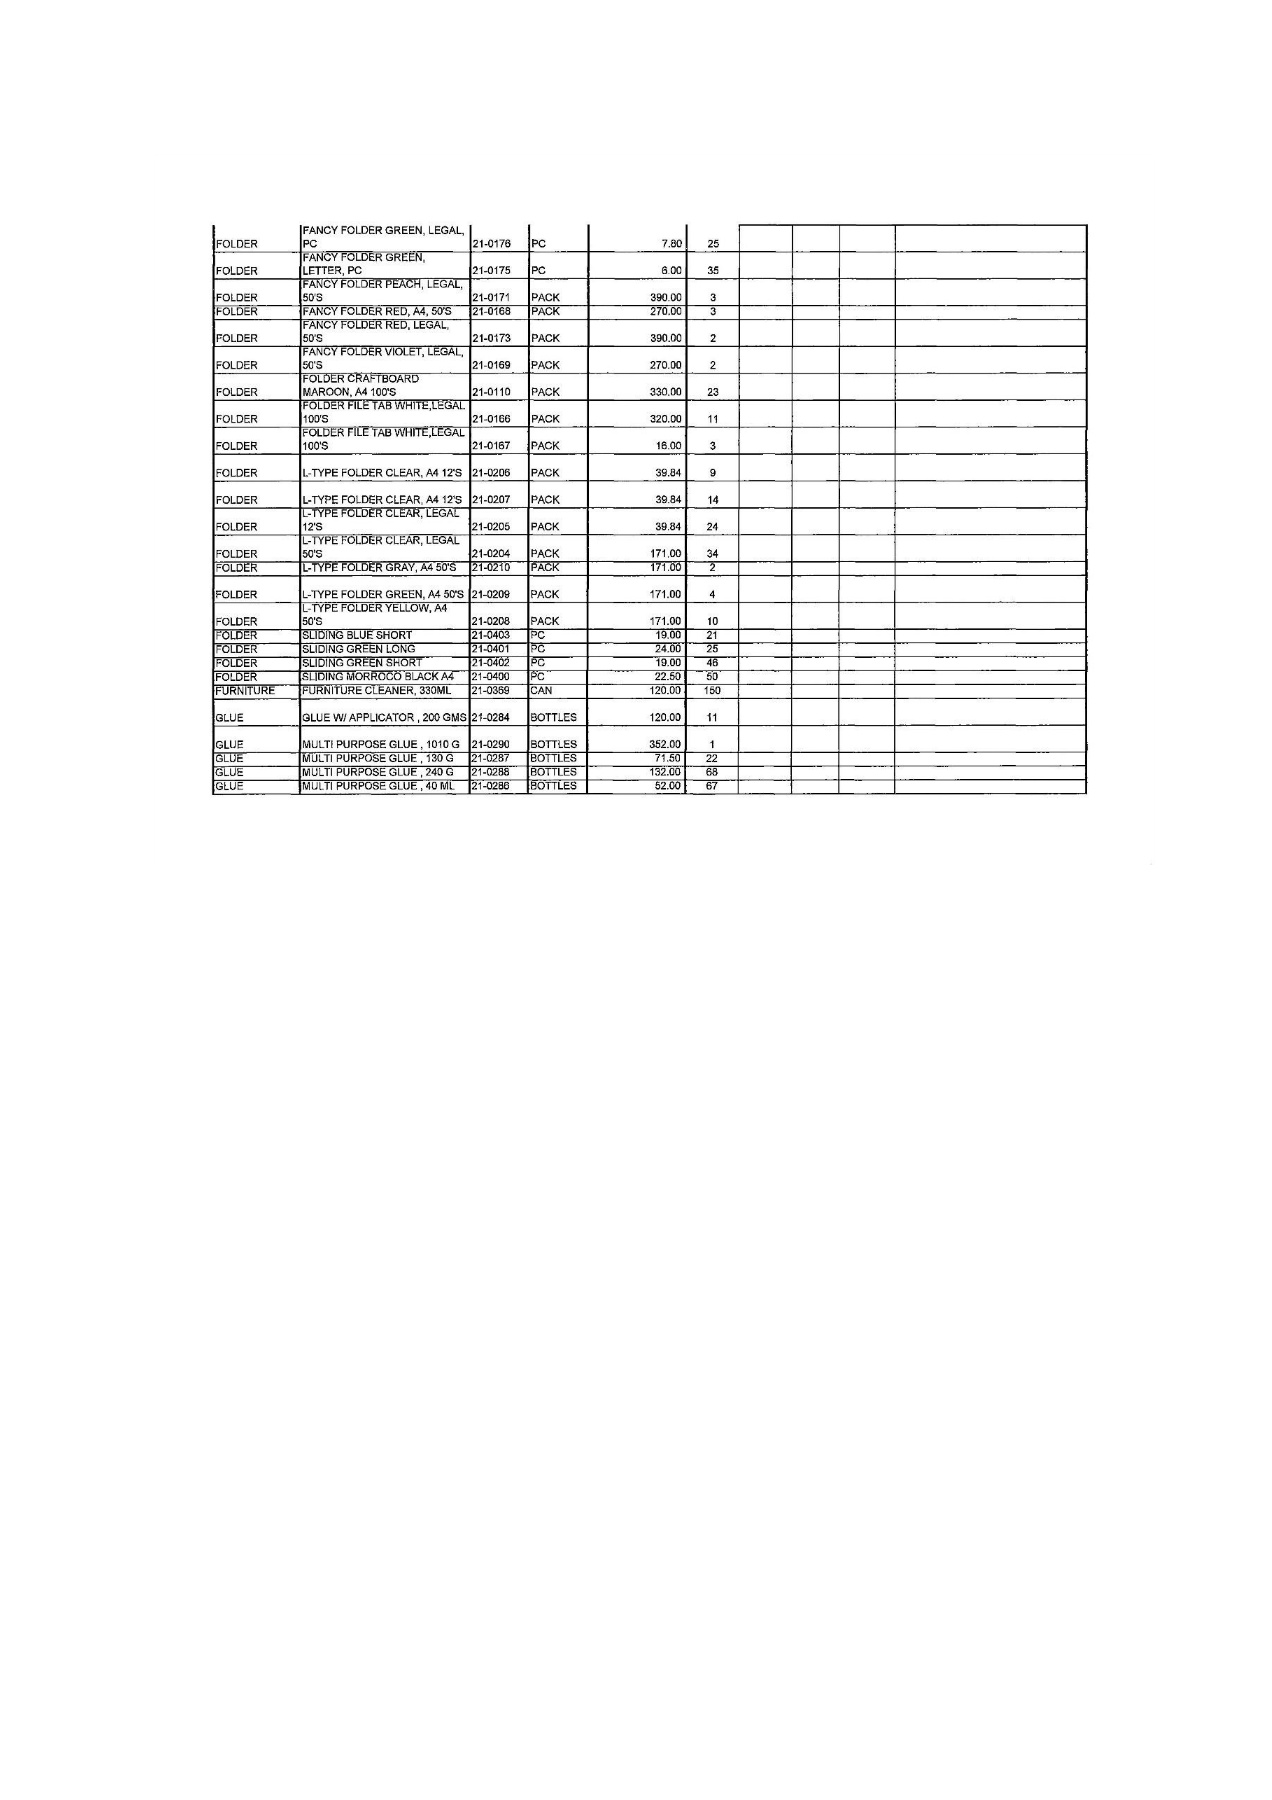 FANCY FOLDER GREEN, LEGAL,
FOLDER PC 21-0176 PC 7.80 25
FANCY FOLDER GREEN,
FOLDER LETTER, PC 21-0175 PC 6.00 35
FANCY FOLDER PEACH, LEGAL,
FOLDER 50'S 21-0171 PACK 390.00 3
FOLDER FANCY FOLDER RED, A4, 50'S 21-0168 PACK 270.00 3
FANCY FOLDER RED, LEGAL,
FOLDER 50'S 21-0173 PACK 390.00 2
FANCY FOLDER VIOLET, LEGAL,
FOLDER 50'S 21-0169 PACK 270.00 2
FOLDER CRAFTBOARD
FOLDER MAROON, A4 100'S 21-0110 PACK 330.00 23
FOLDER FILE TAB WHITE,LEGAL
FOLDER 100'S 21-0166 PACK 320.00 11
FOLDER FILE TAB WHITE,LEGAL
FOLDER 100'S 21-0167 PACK 16.00 3
FOLDER L-TYPE FOLDER CLEAR, A4 12'S 21-0206 PACK 39.84 9
FOLDER L-TYPE FOLDER CLEAR, A4 12'S 21-0207 PACK 39.84 14
L-TYPE FOLDER CLEAR, LEGAL
FOLDER 12'S 21-0205 PACK 39.84 24
L-TYPE FOLDER CLEAR, LEGAL
FOLDER 50'S 21-0204 PACK 171.00 34
FOLDER L-TYPE FOLDER GRAY, A4 50'S 21-0210 PACK 171.00 2
FOLDER L-TYPE FOLDER GREEN, A4 50'S 21-0209 PACK 171.00 4
L-TYPE FOLDER YELLOW, A4
FOLDER 50'S 21-0208 PACK 171.00 10
FOLDER SLIDING BLUE SHORT 21-0403 PC 19.00 21
FOLDER SLIDING GREEN LONG 21-0401 PC 24.00 25
FOLDER SLIDING GREEN SHORT 21-0402 PC 19.00 46
FOLDER SLIDING MORROCO BLACK A4 21-0400 PC 22.50 50
FURNITURE FURNITURE CLEANER, 330ML 21-0369 CAN 120.00 150
GLUE GLUE W/ APPLICATOR , 200 GMS 21-0284 BOTTLES 120.00 11
GLUE MULTI PURPOSE GLUE , 1010 G 21-0290 BOTTLES 352.00 1
GLUE MULTI PURPOSE GLUE , 130 G 21-0287 BOTTLES 71.50 22
GLUE MULTI PURPOSE GLUE , 240 G 21-0288 BOTTLES 132.00 68
GLUE MULTI PURPOSE GLUE , 40 ML 21-0286 BOTTLES 52.00 67